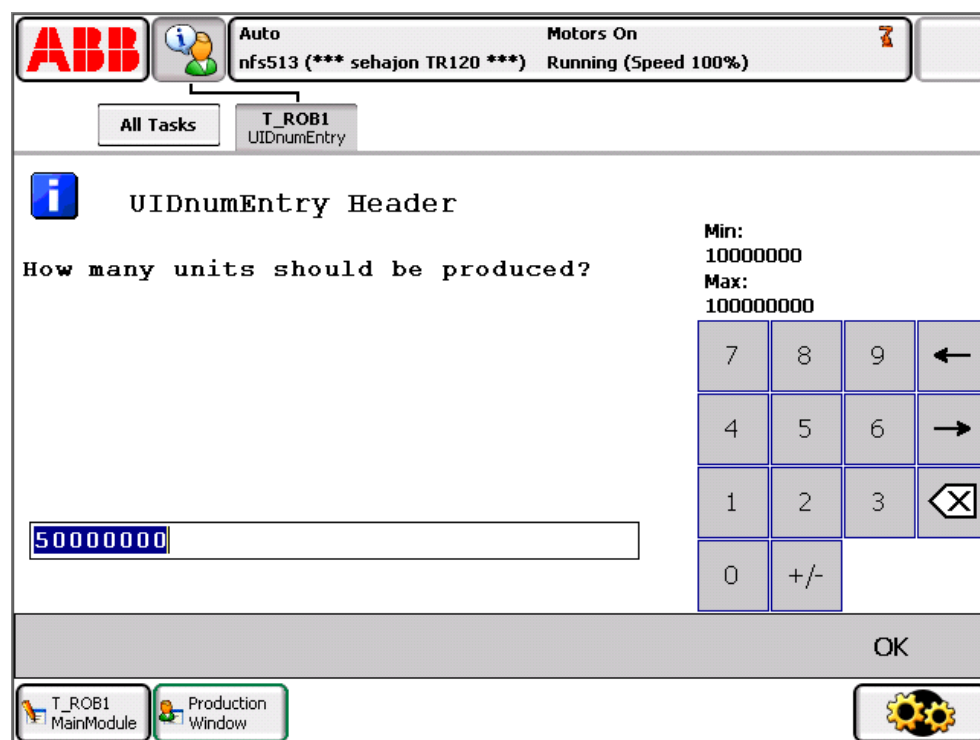 ABB
Auto Motors On
nfs513 (*** sehajon TR120 ***) Running (Speed 100%)
All Tasks
T_ROB1
UIDnumEntry
UIDnumEntry Header
How many units should be produced?
Min:
10000000
Max:
100000000
7 8 9
4 5 6
1 2 3
50000000
0 +/-
OK
T_ROB1
MainModule
Production
Window